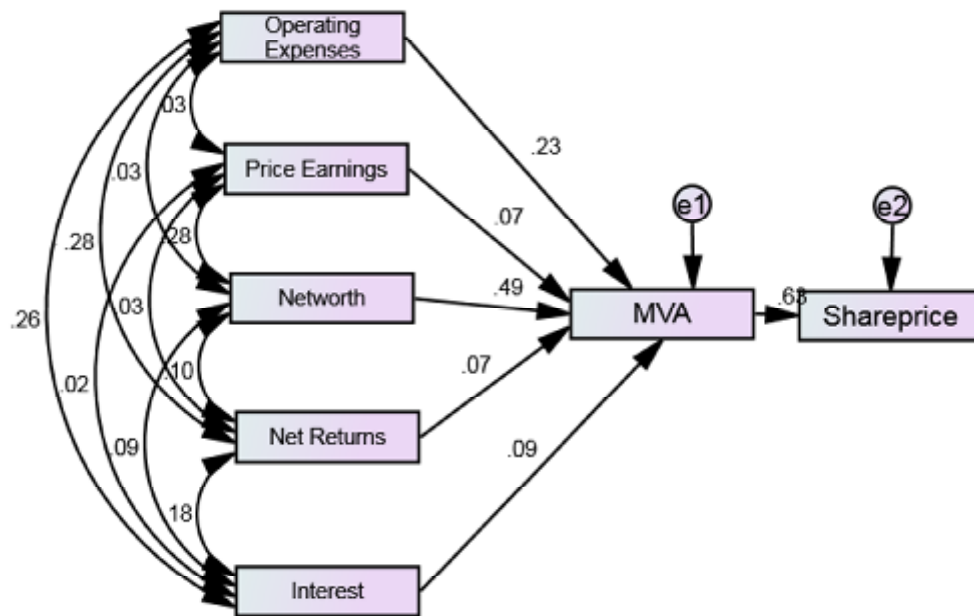 Operating
Expenses
.03
.23
Price Earnings
.03
.07
e1
e2
.28
.28
Networth
.49
MVA
.63
Shareprice
.03
.26
.10
.07
.02
Net Returns
.09
.09
.18
Interest